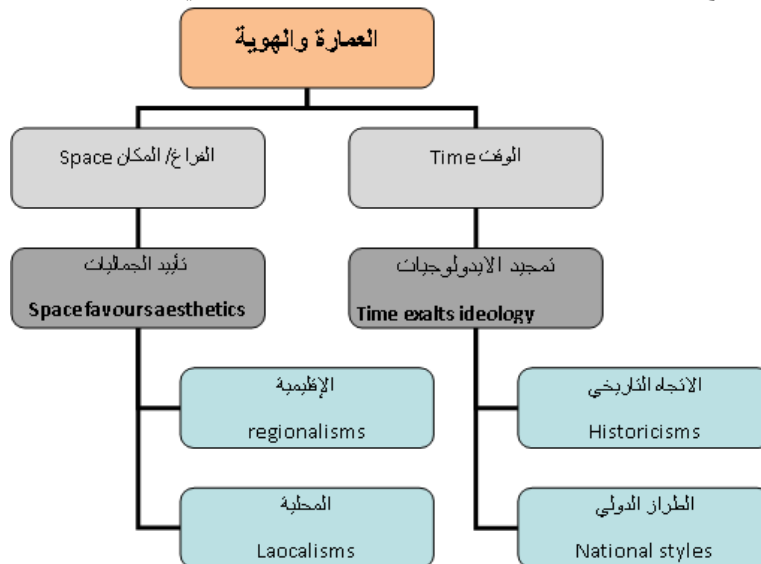 العمارة والهوية
الفراغ/ المكان Space
الوقت Time
تأييد الجماليات
Space favours aesthetics
تمجيد الايدولوجيات
Time exalts ideology
الإقليمية
regionalisms
الاتجاه التاريخي
Historicisms
المحلية
Laocalisms
الطراز الدولي
National styles